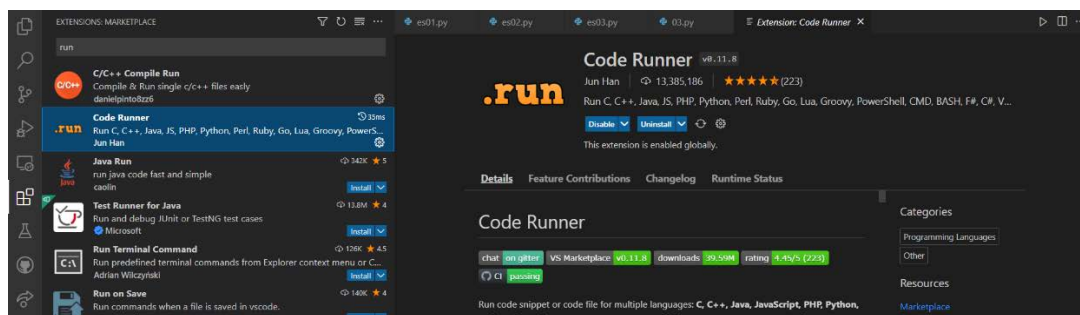 EXTENSIONS: MARKETPLACE
run
C/C++
C/C++ Compile Run
Compile & Run single c/c++ files easly
danielpinto8zz6
.run
Code Runner
35ms
Run C, C++, Java, JS, PHP, Python, Perl, Ruby, Go, Lua, Groovy, PowerS...
Jun Han
Java
Java Run
342K ★ 5
run java code fast and simple
caolin
Install
Test Runner for Java
13.8M ★ 4
Run and debug JUnit or TestNG test cases
Microsoft
Install
C:\
Run Terminal Command
126K ★ 4.5
Run predefined terminal commands from Explorer context menu or C...
Adrian Wilczyński
Install
Run on Save
140K ★ 4
Run commands when a file is saved in vscode.
es01.py
es02.py
es03.py
03.py
Extension: Code Runner
.run
Code Runner
v0.11.8
Jun Han
13,385,186
★★★★★(223)
Run C, C++, Java, JS, PHP, Python, Perl, Ruby, Go, Lua, Groovy, PowerShell, CMD, BASH, F#, C#, V...
Disable
Uninstall
This extension is enabled globally.
Details
Feature Contributions
Changelog
Runtime Status
Code Runner
chat on gitter
VS Marketplace v0.11.8
downloads 39.59M
rating 4.45/5 (223)
CI passing
Run code snippet or code file for multiple languages: C, C++, Java, JavaScript, PHP, Python,
Categories
Programming Languages
Other
Resources
Marketplace